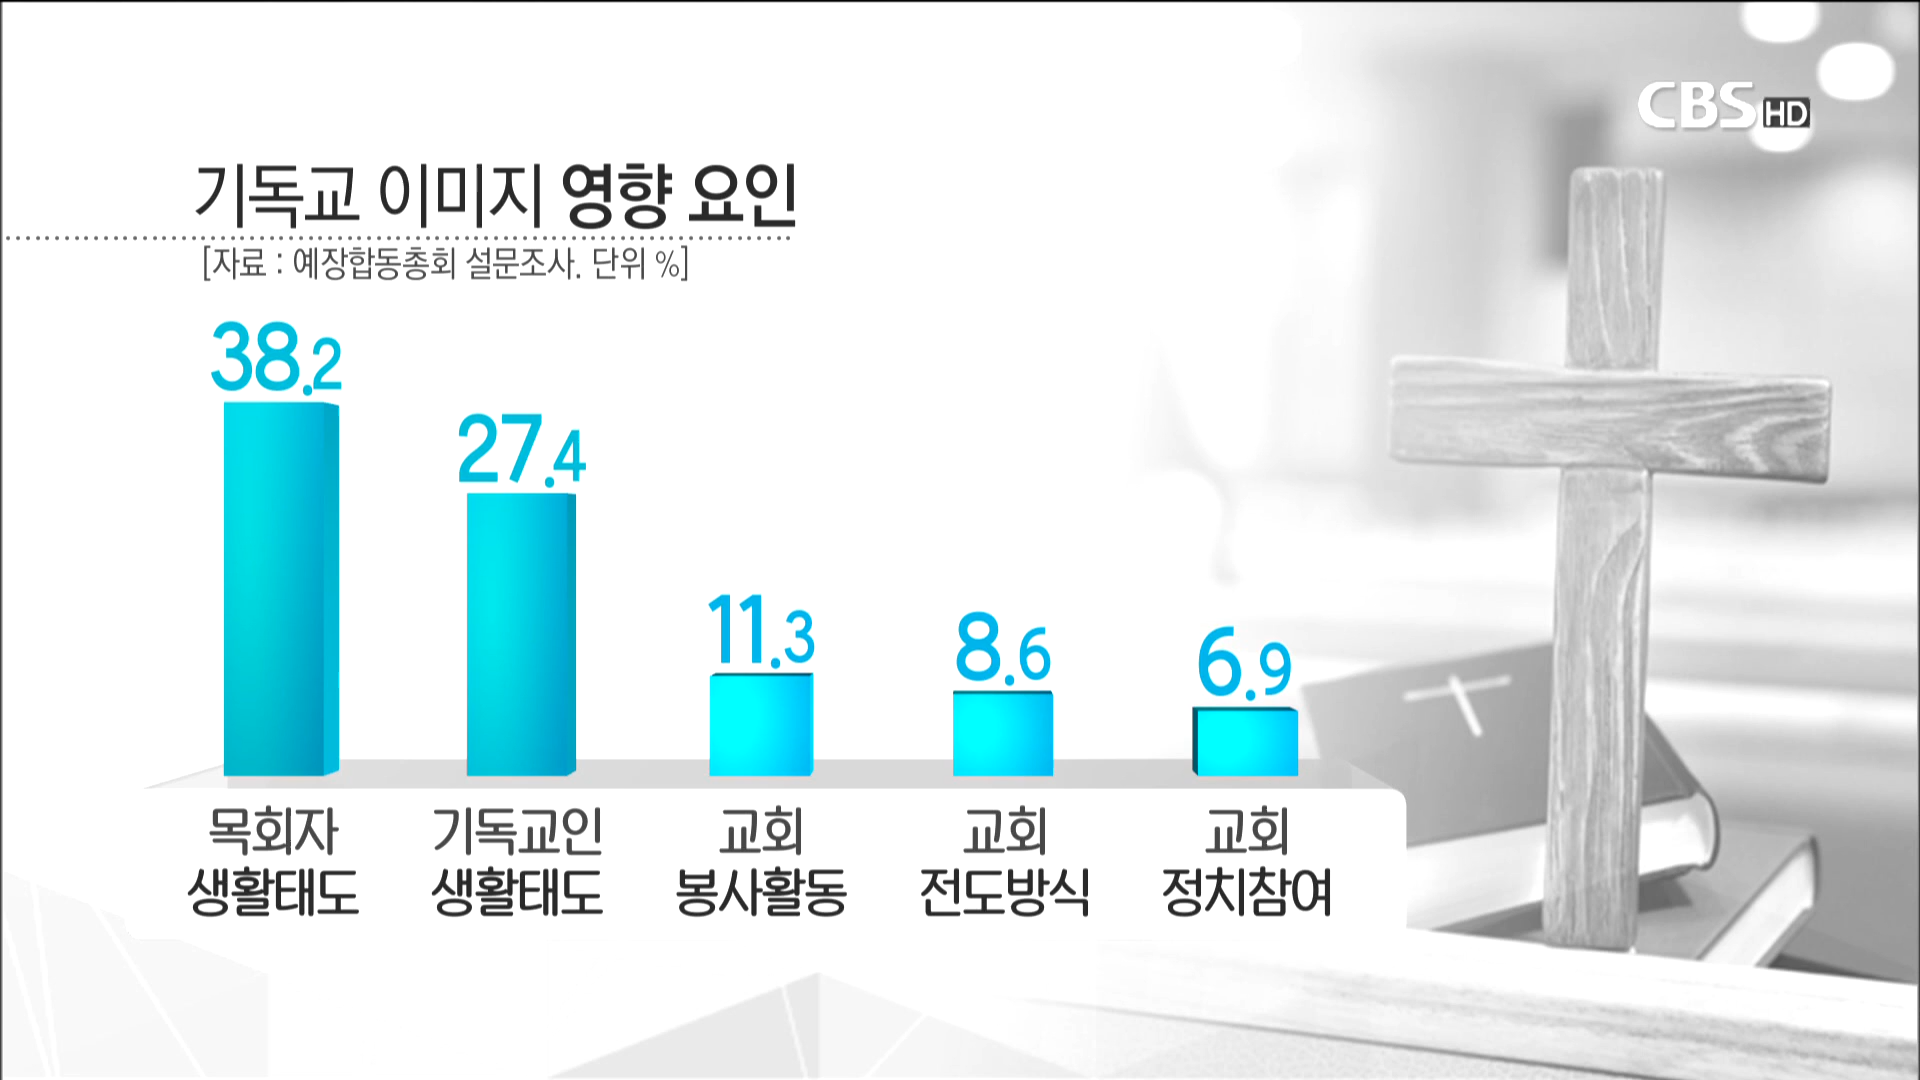 CBS HD
기독교 이미지 영향 요인
[자료 : 예장합동총회 설문조사. 단위 %]
38.2
27.4
11.3
8.6
6.9
목회자
생활태도
기독교인
생활태도
교회
봉사활동
교회
전도방식
교회
정치참여